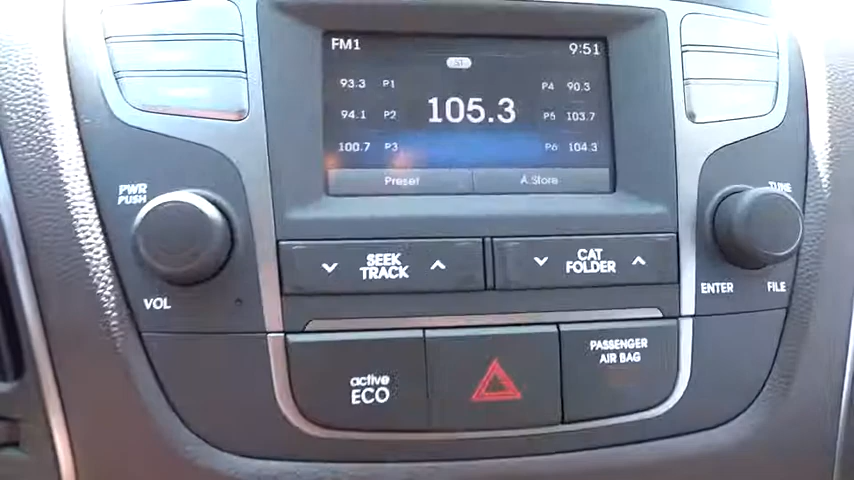 FM1 9:51
ST
93.3 P1 P4 90.3
94.1 P2 105.3 P5 103.7
100.7 P3 P6 104.3
Preset A.Store
PWR
PUSH
TUNE
SEEK
TRACK
CAT
FOLDER
VOL
ENTER FILE
PASSENGER
AIR BAG
active
ECO